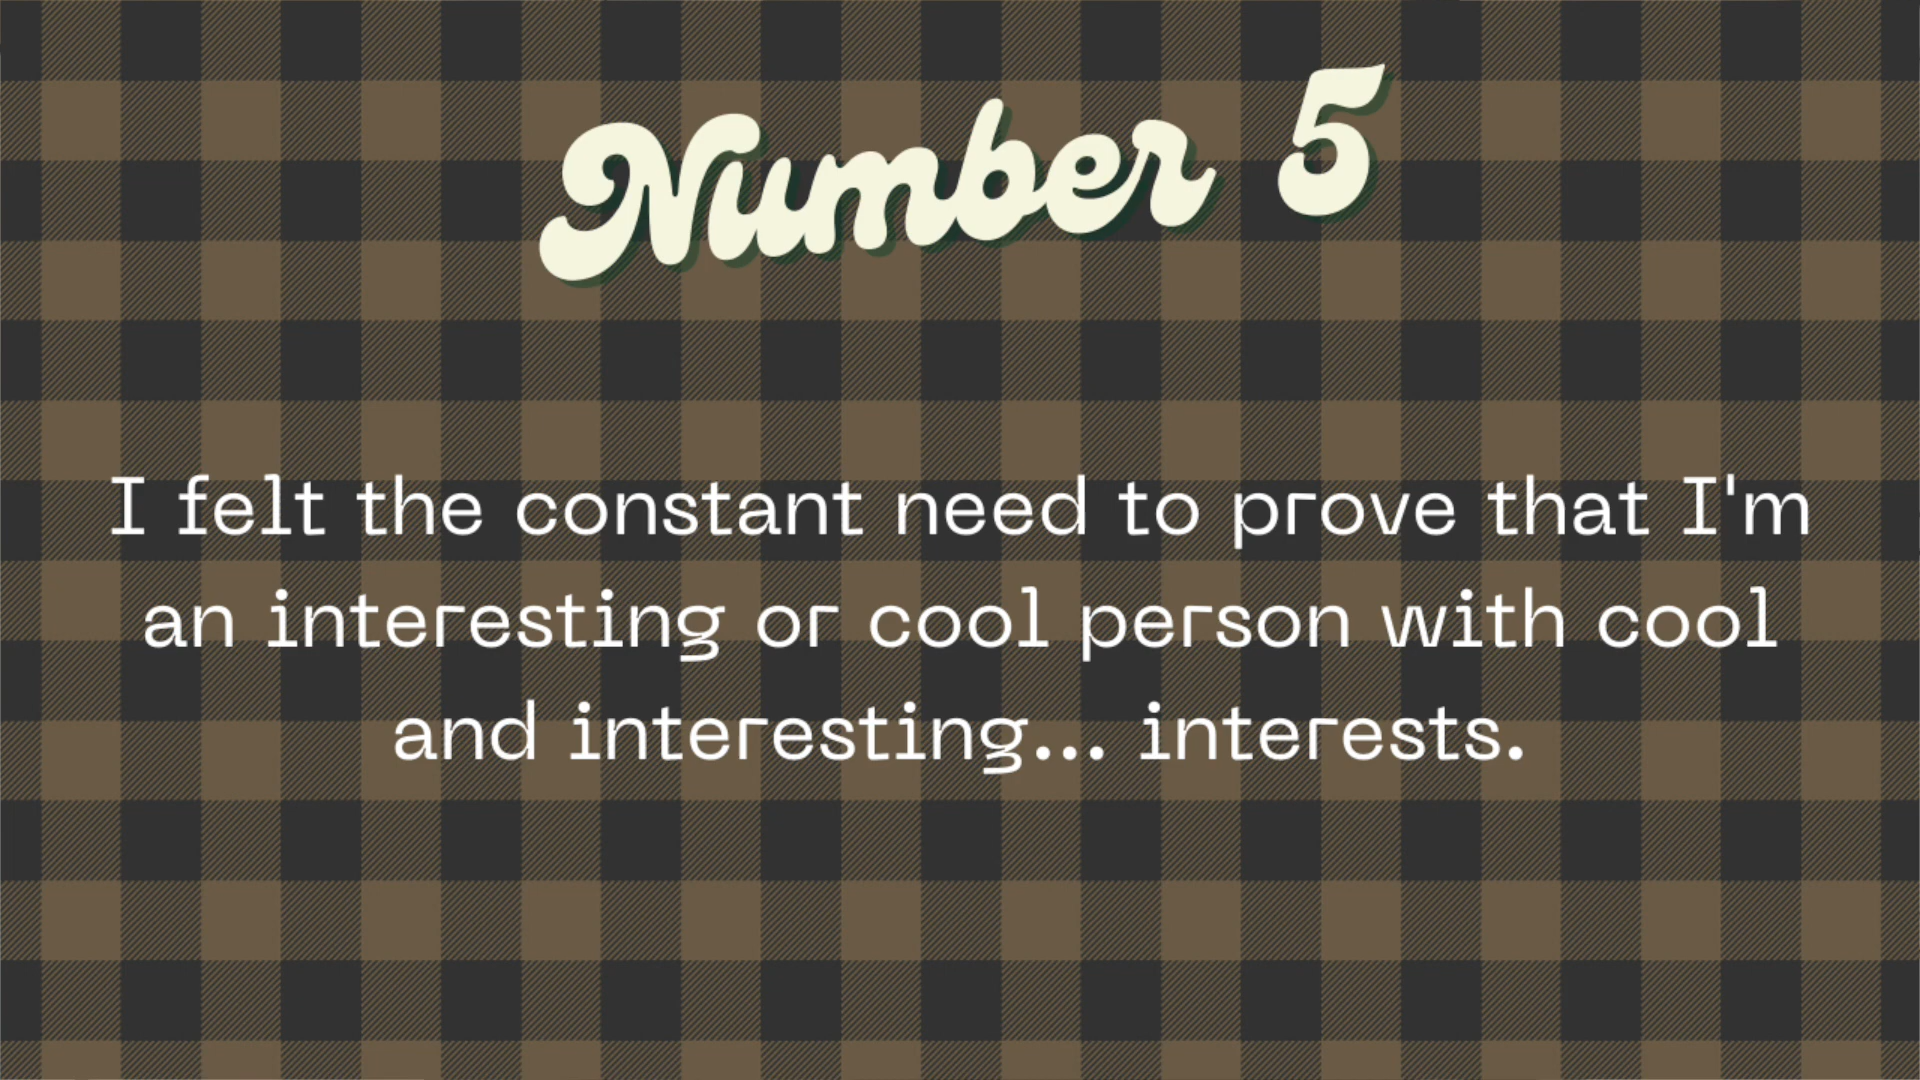 Number 5
I felt the constant need to prove that I'm
an interesting or cool person with cool
and interesting... interests.